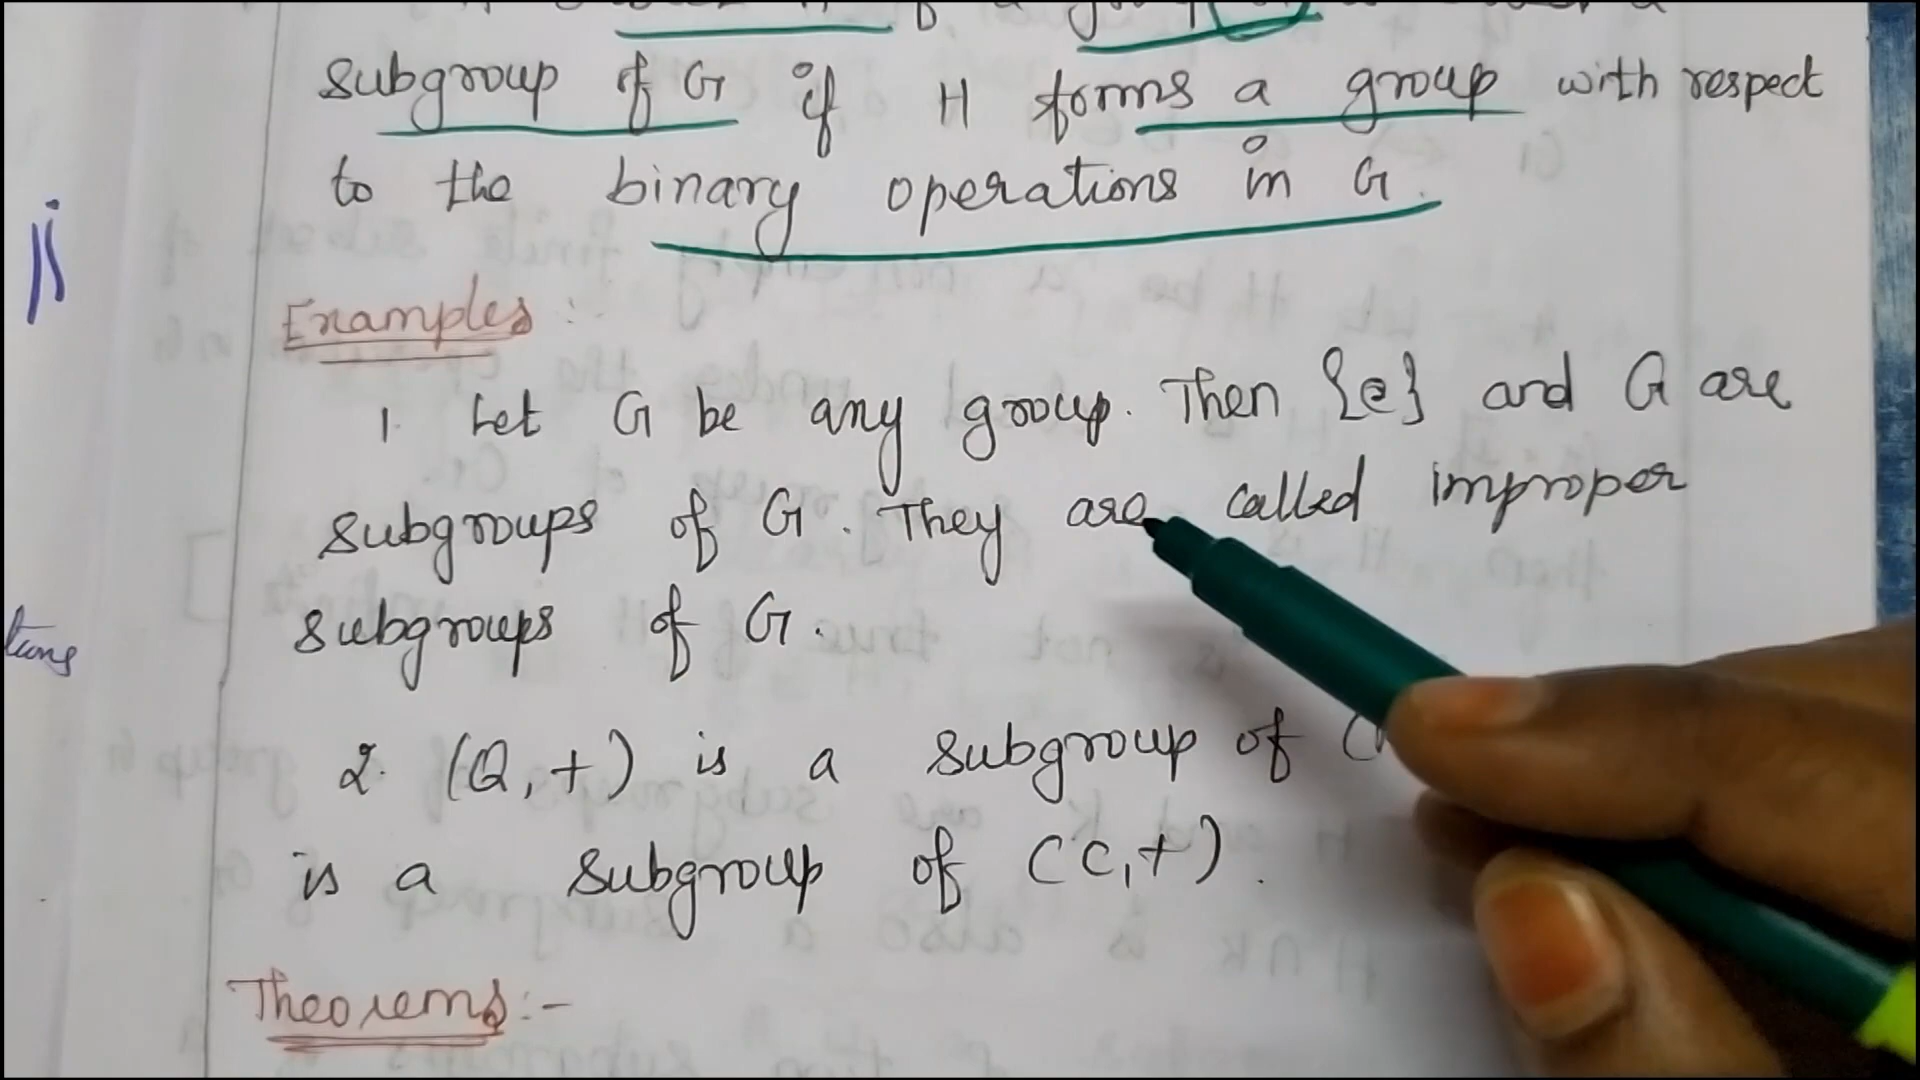 subgroup of G if H forms a group with respect
to the binary operations in G.
Examples:
1. Let G be any group. Then {e} and G are
subgroups of G. They are called improper
subgroups of G.
2. (Q,+) is a subgroup of (
is a subgroup of (C,+).
Theorems:-